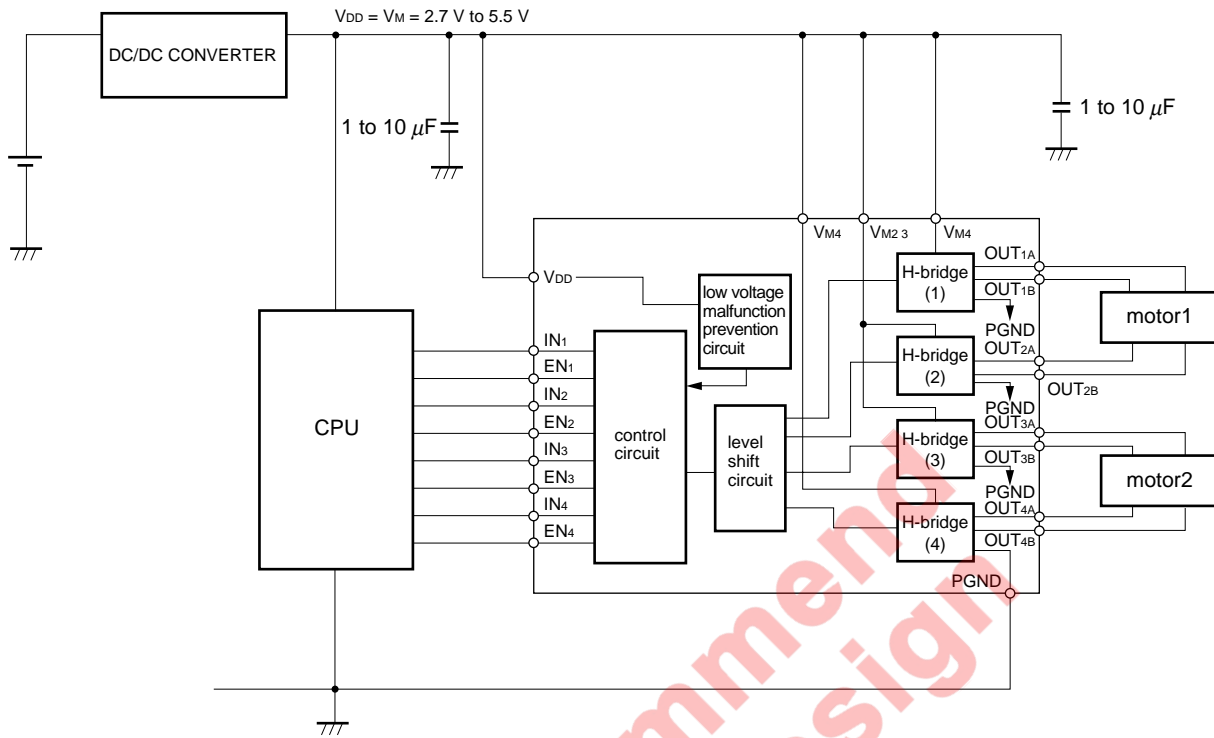 VDD = VM = 2.7 V to 5.5 V
DC/DC CONVERTER
1 to 10 μF
1 to 10 μF
VM4
VM2 3
VM4
VDD
low voltage
malfunction
prevention
circuit
H-bridge
(1)
OUT1A
OUT1B
PGND
motor1
IN1
EN1
IN2
EN2
IN3
EN3
IN4
EN4
CPU
control
circuit
level
shift
circuit
H-bridge
(2)
OUT2A
OUT2B
PGND
H-bridge
(3)
OUT3A
OUT3B
PGND
motor2
H-bridge
(4)
OUT4A
OUT4B
PGND